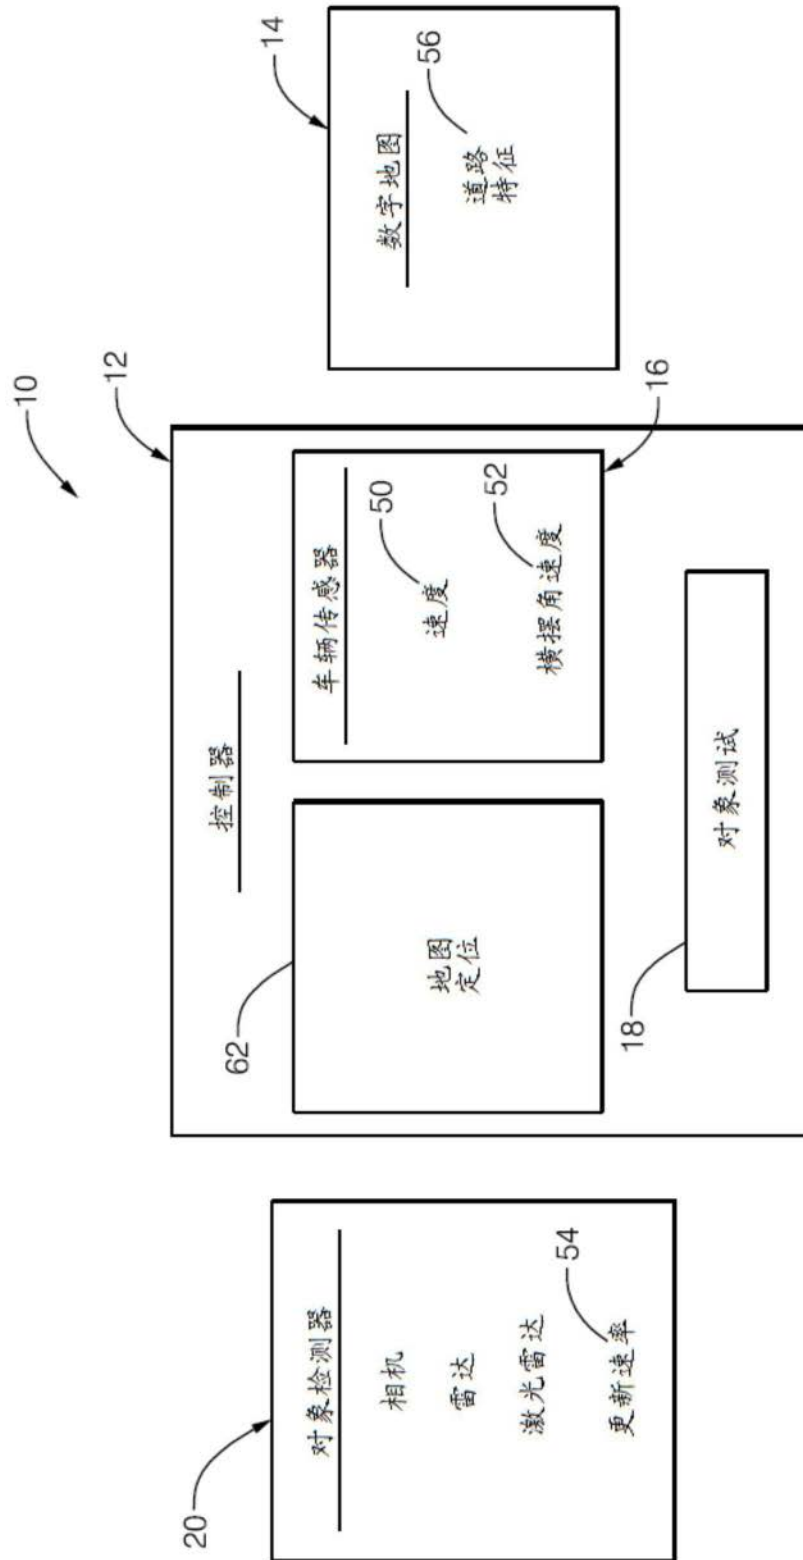 10
12
控制器
20
对象检测器
相机
雷达
激光雷达
更新速率
54
62
地图
定位
车辆传感器
速度
50
横摆角速度
52
16
18
对象测试
14
数字地图
道路
特征
56